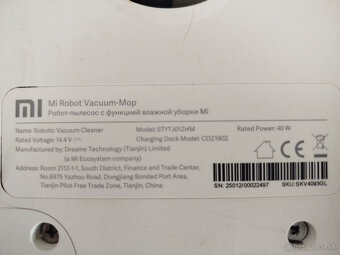 mi
Mi Robot Vacuum-Mop
Робот-пылесос с функцией влажной уборки Mi
Name: Robotic Vacuum Cleaner
Model: STYTJ01ZHM
Rated Power: 40 W
Rated Voltage: 14.4 V
Charging Dock Model: CDZ1902
Manufactured by: Dreame Technology (Tianjin) Limited
(a Mi Ecosystem company)
Address: Room 2112-1-1, South District, Finance and Trade Center,
No.6975 Yazhou Road, Dongjiang Bonded Port Area,
Tianjin Pilot Free Trade Zone, Tianjin, China.
SN: 25012/00022497
SKU: SKV4093GL